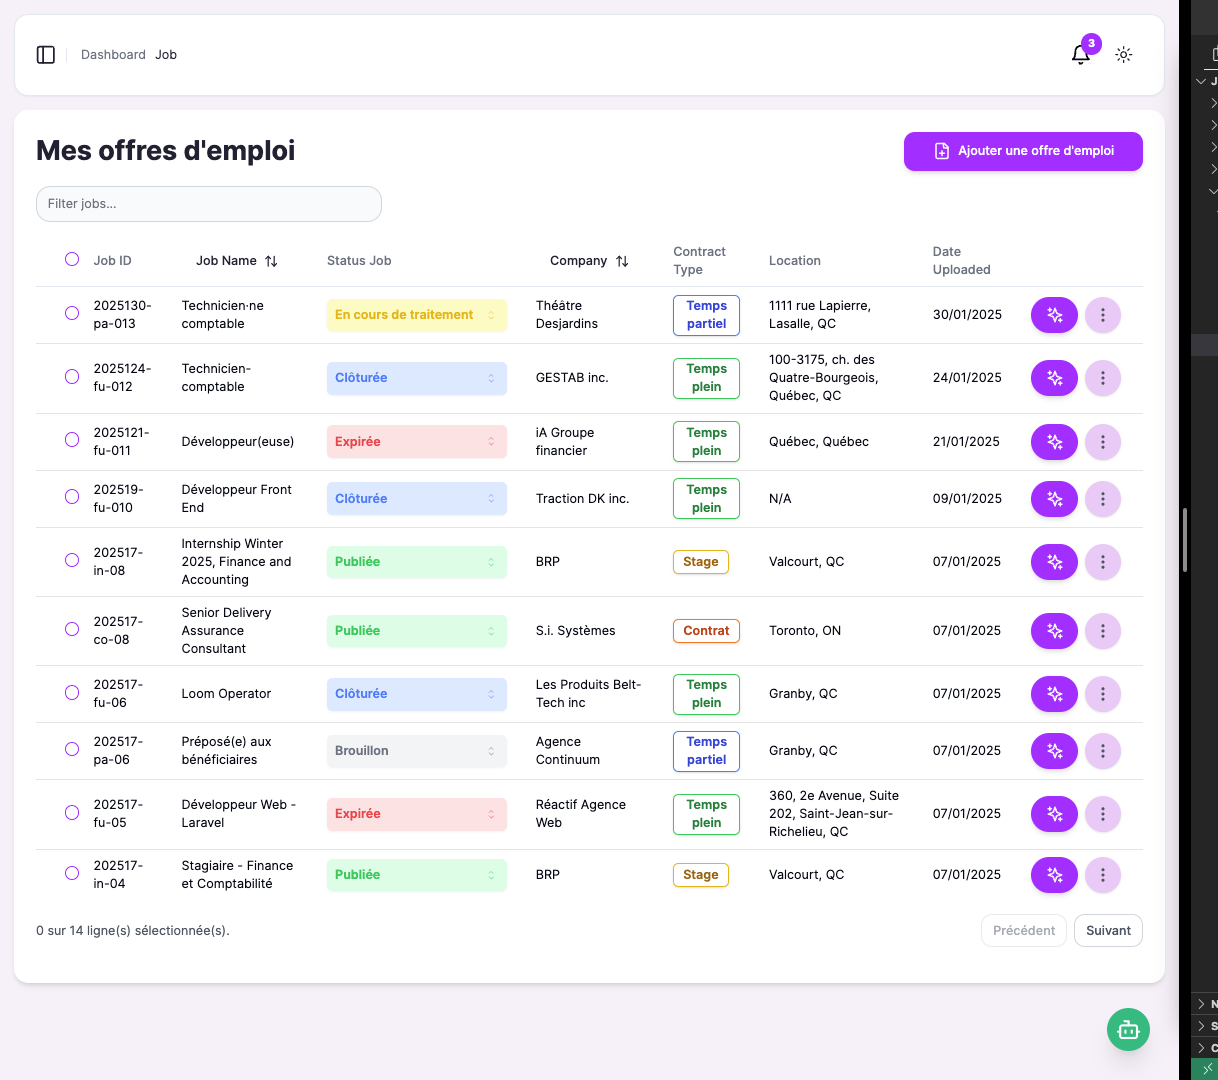 Dashboard Job
3
Mes offres d'emploi
Ajouter une offre d'emploi
Filter jobs...
Job ID
Job Name
Status Job
Company
Contract
Type
Location
Date
Uploaded
2025130-
pa-013
Technicien·ne
comptable
En cours de traitement
Théâtre
Desjardins
Temps
partiel
1111 rue Lapierre,
Lasalle, QC
30/01/2025
2025124-
fu-012
Technicien-
comptable
Clôturée
GESTAB inc.
Temps
plein
100-3175, ch. des
Quatre-Bourgeois,
Québec, QC
24/01/2025
2025121-
fu-011
Développeur(euse)
Expirée
iA Groupe
financier
Temps
plein
Québec, Québec
21/01/2025
202519-
fu-010
Développeur Front
End
Clôturée
Traction DK inc.
Temps
plein
N/A
09/01/2025
202517-
in-08
Internship Winter
2025, Finance and
Accounting
Publiée
BRP
Stage
Valcourt, QC
07/01/2025
202517-
co-08
Senior Delivery
Assurance
Consultant
Publiée
S.i. Systèmes
Contrat
Toronto, ON
07/01/2025
202517-
fu-06
Loom Operator
Clôturée
Les Produits Belt-
Tech inc
Temps
plein
Granby, QC
07/01/2025
202517-
pa-06
Préposé(e) aux
bénéficiaires
Brouillon
Agence
Continuum
Temps
partiel
Granby, QC
07/01/2025
202517-
fu-05
Développeur Web -
Laravel
Expirée
Réactif Agence
Web
Temps
plein
360, 2e Avenue, Suite
202, Saint-Jean-sur-
Richelieu, QC
07/01/2025
202517-
in-04
Stagiaire - Finance
et Comptabilité
Publiée
BRP
Stage
Valcourt, QC
07/01/2025
0 sur 14 ligne(s) sélectionnée(s).
Précédent
Suivant